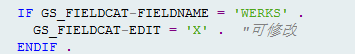 IF GS_FIELDCAT-FIELDNAME = 'WERKS' .
  GS_FIELDCAT-EDIT = 'X' .  "可修改
ENDIF .